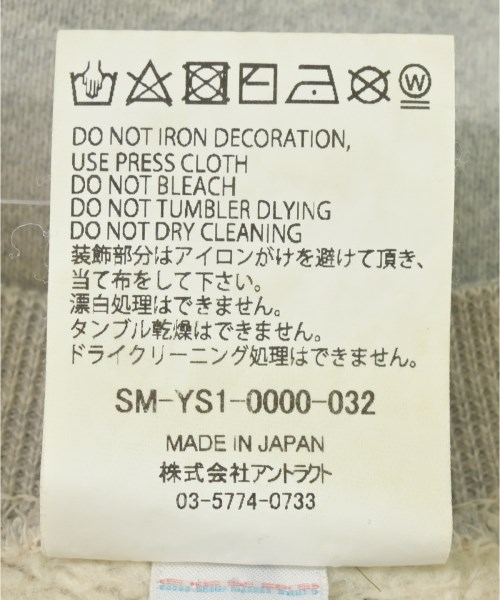 W
DO NOT IRON DECORATION,
USE PRESS CLOTH
DO NOT BLEACH
DO NOT TUMBLER DLYING
DO NOT DRY CLEANING
装飾部分はアイロンがけを避けて頂き、
当て布をして下さい。
漂白処理はできません。
タンブル乾燥はできません。
ドライクリーニング処理はできません。
SM-YS1-0000-032
MADE IN JAPAN
株式会社アントラクト
03-5774-0733